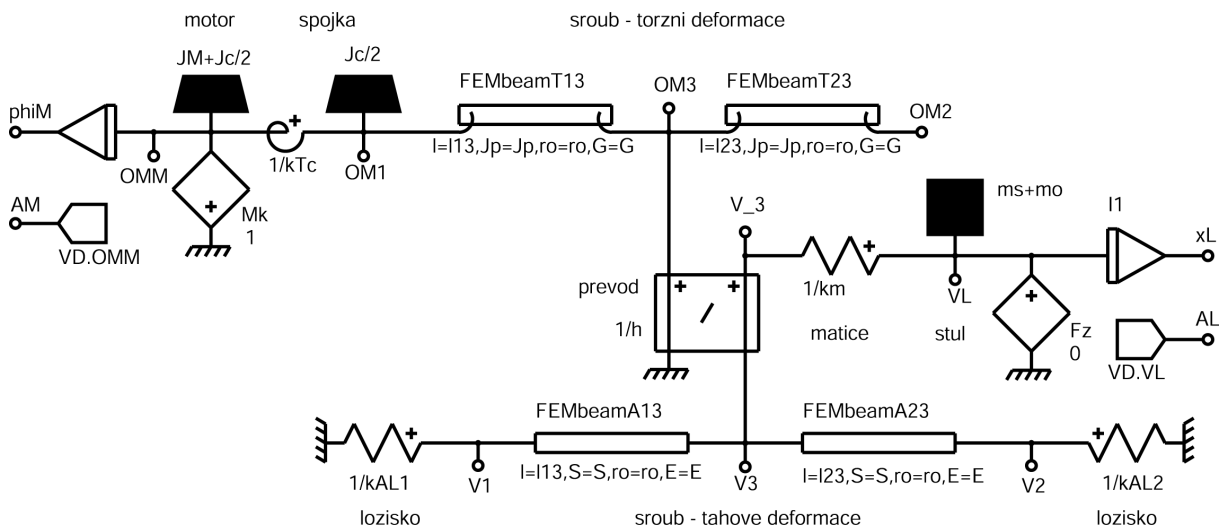 motor
spojka
sroub - torzni deformace
JM+Jc/2
Jc/2
FEMbeamT13
OM3
FEMbeamT23
phiM
OMM
1/kTc
OM1
l=l13,Jp=Jp,ro=ro,G=G
l=l23,Jp=Jp,ro=ro,G=G
OM2
AM
VD.OMM
Mk
1
V_3
ms+mo
I1
xL
prevod
1/h
1/km
VL
matice
stul
Fz
0
AL
VD.VL
FEMbeamA13
FEMbeamA23
1/kAL1
V1
l=l13,S=S,ro=ro,E=E
V3
l=l23,S=S,ro=ro,E=E
V2
1/kAL2
lozisko
sroub - tahove deformace
lozisko